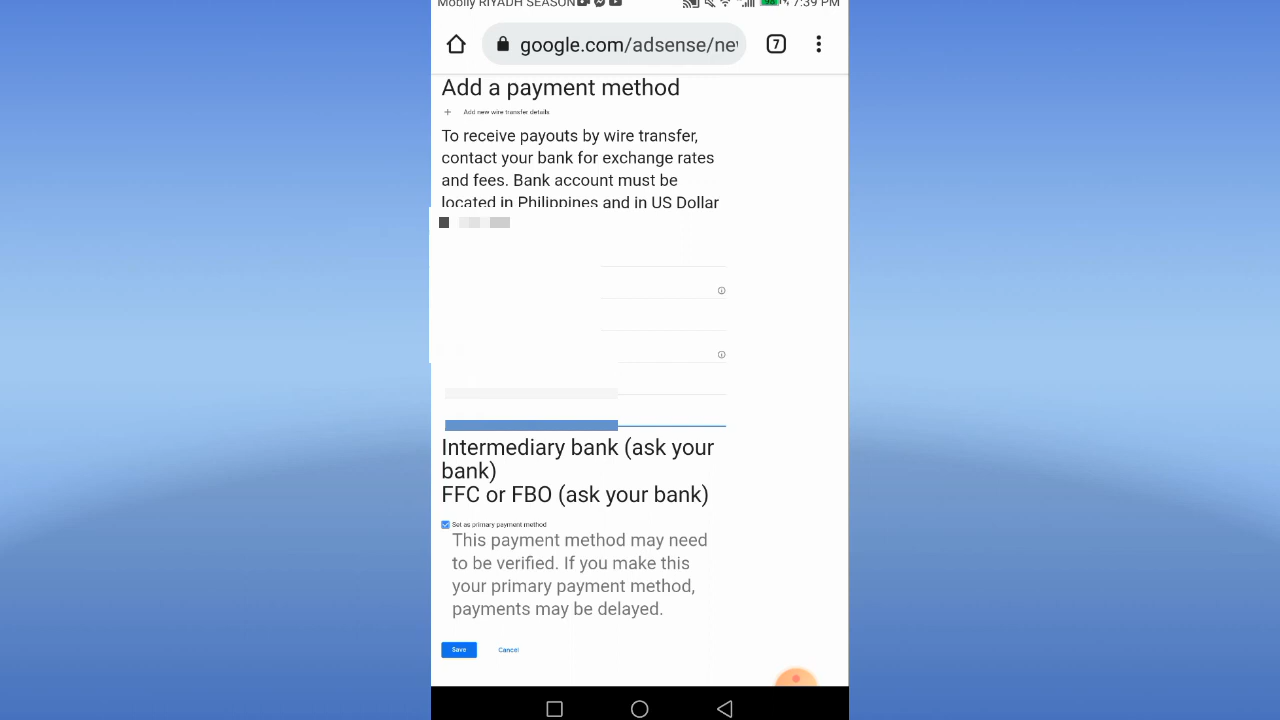 Mobily RIYADH SEASON 7:39 PM
google.com/adsense/ne
7
Add a payment method
+ Add new wire transfer details
To receive payouts by wire transfer,
contact your bank for exchange rates
and fees. Bank account must be
located in Philippines and in US Dollar
Intermediary bank (ask your
bank)
FFC or FBO (ask your bank)
Set as primary payment method
This payment method may need
to be verified. If you make this
your primary payment method,
payments may be delayed.
Save Cancel